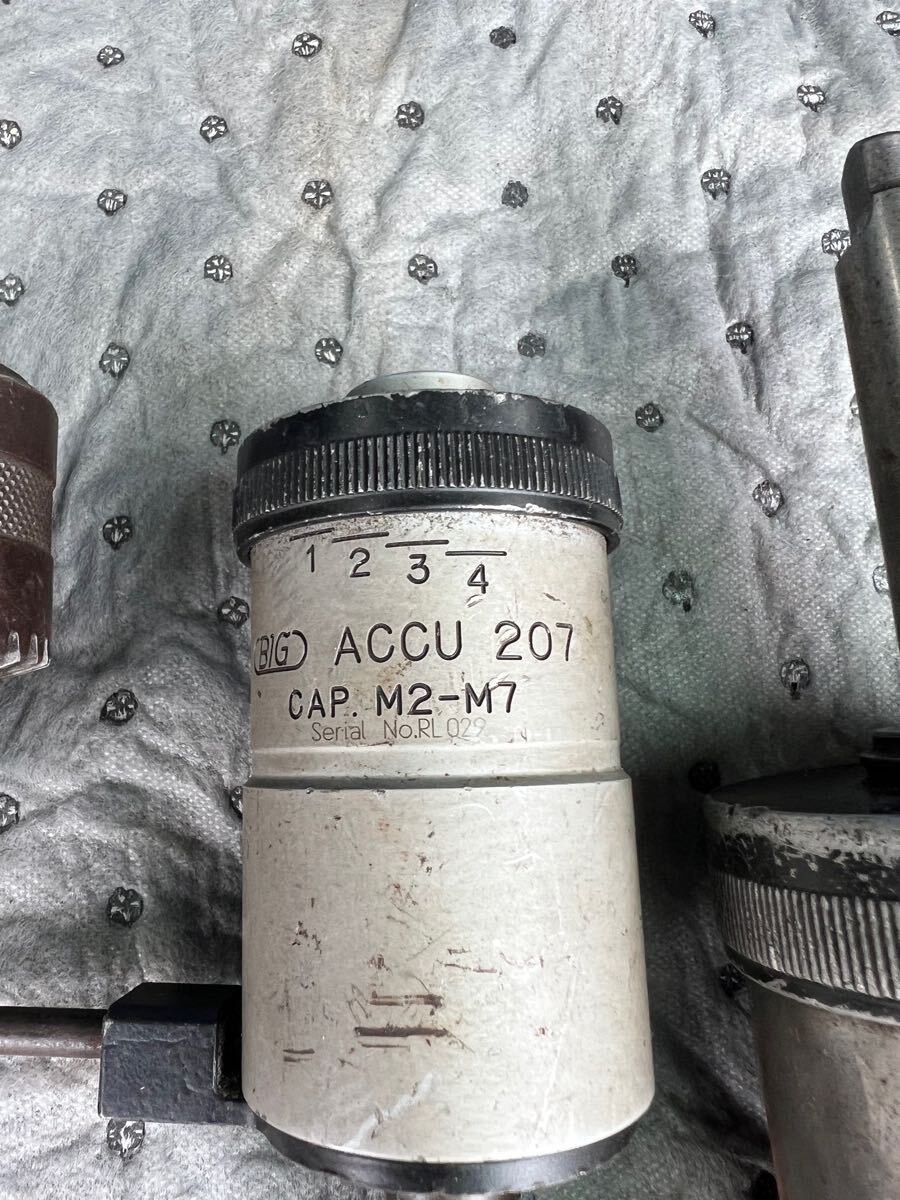 1 2 3 4
BIG ACCU 207
CAP. M2-M7
Serial No.RL029